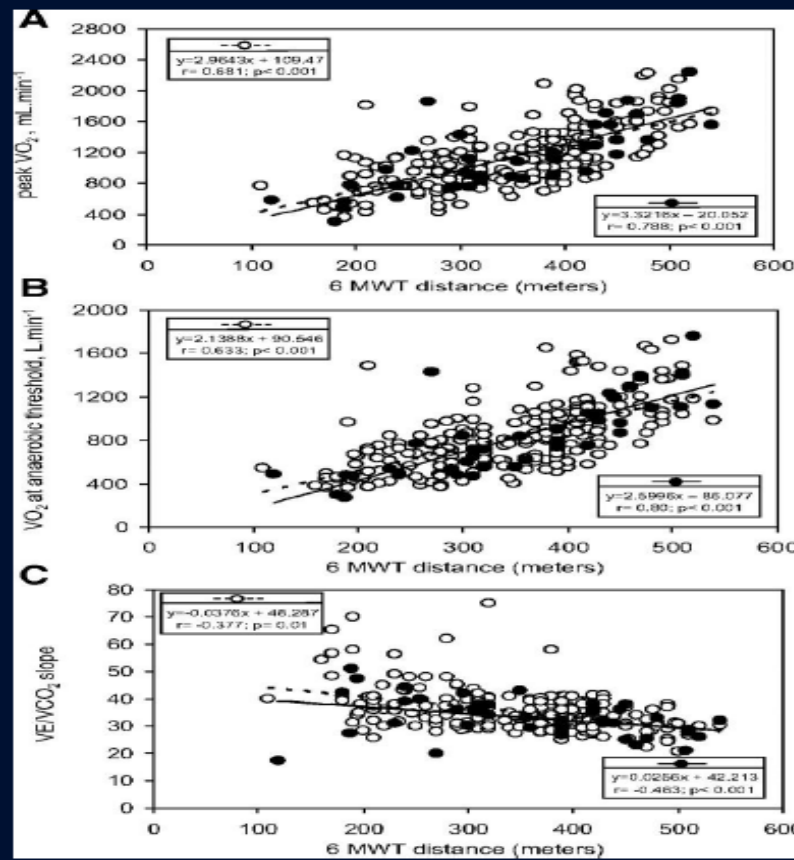 A
2800
2400
2000
1600
1200
800
400
0
peak VO2 , mL.min-1
y=2.9643x + 109.47
r= 0.681; p< 0.001
y=3.3216x - 20.052
r= 0.788; p< 0.001
0 100 200 300 400 500 600
6 MWT distance (meters)
B
2000
1600
1200
800
400
0
VO2 at anaerobic threshold, L.min-1
y=2.1388x + 90.546
r= 0.633; p< 0.001
y=2.5996x - 86.077
r= 0.80; p< 0.001
0 100 200 300 400 500 600
6 MWT distance (meters)
C
80
70
60
50
40
30
20
10
0
VE/VCO2 slope
y=-0.0376x + 48.287
r= -0.377; p= 0.01
y=0.0256x + 42.213
r= -0.463; p< 0.001
0 100 200 300 400 500 600
6 MWT distance (meters)